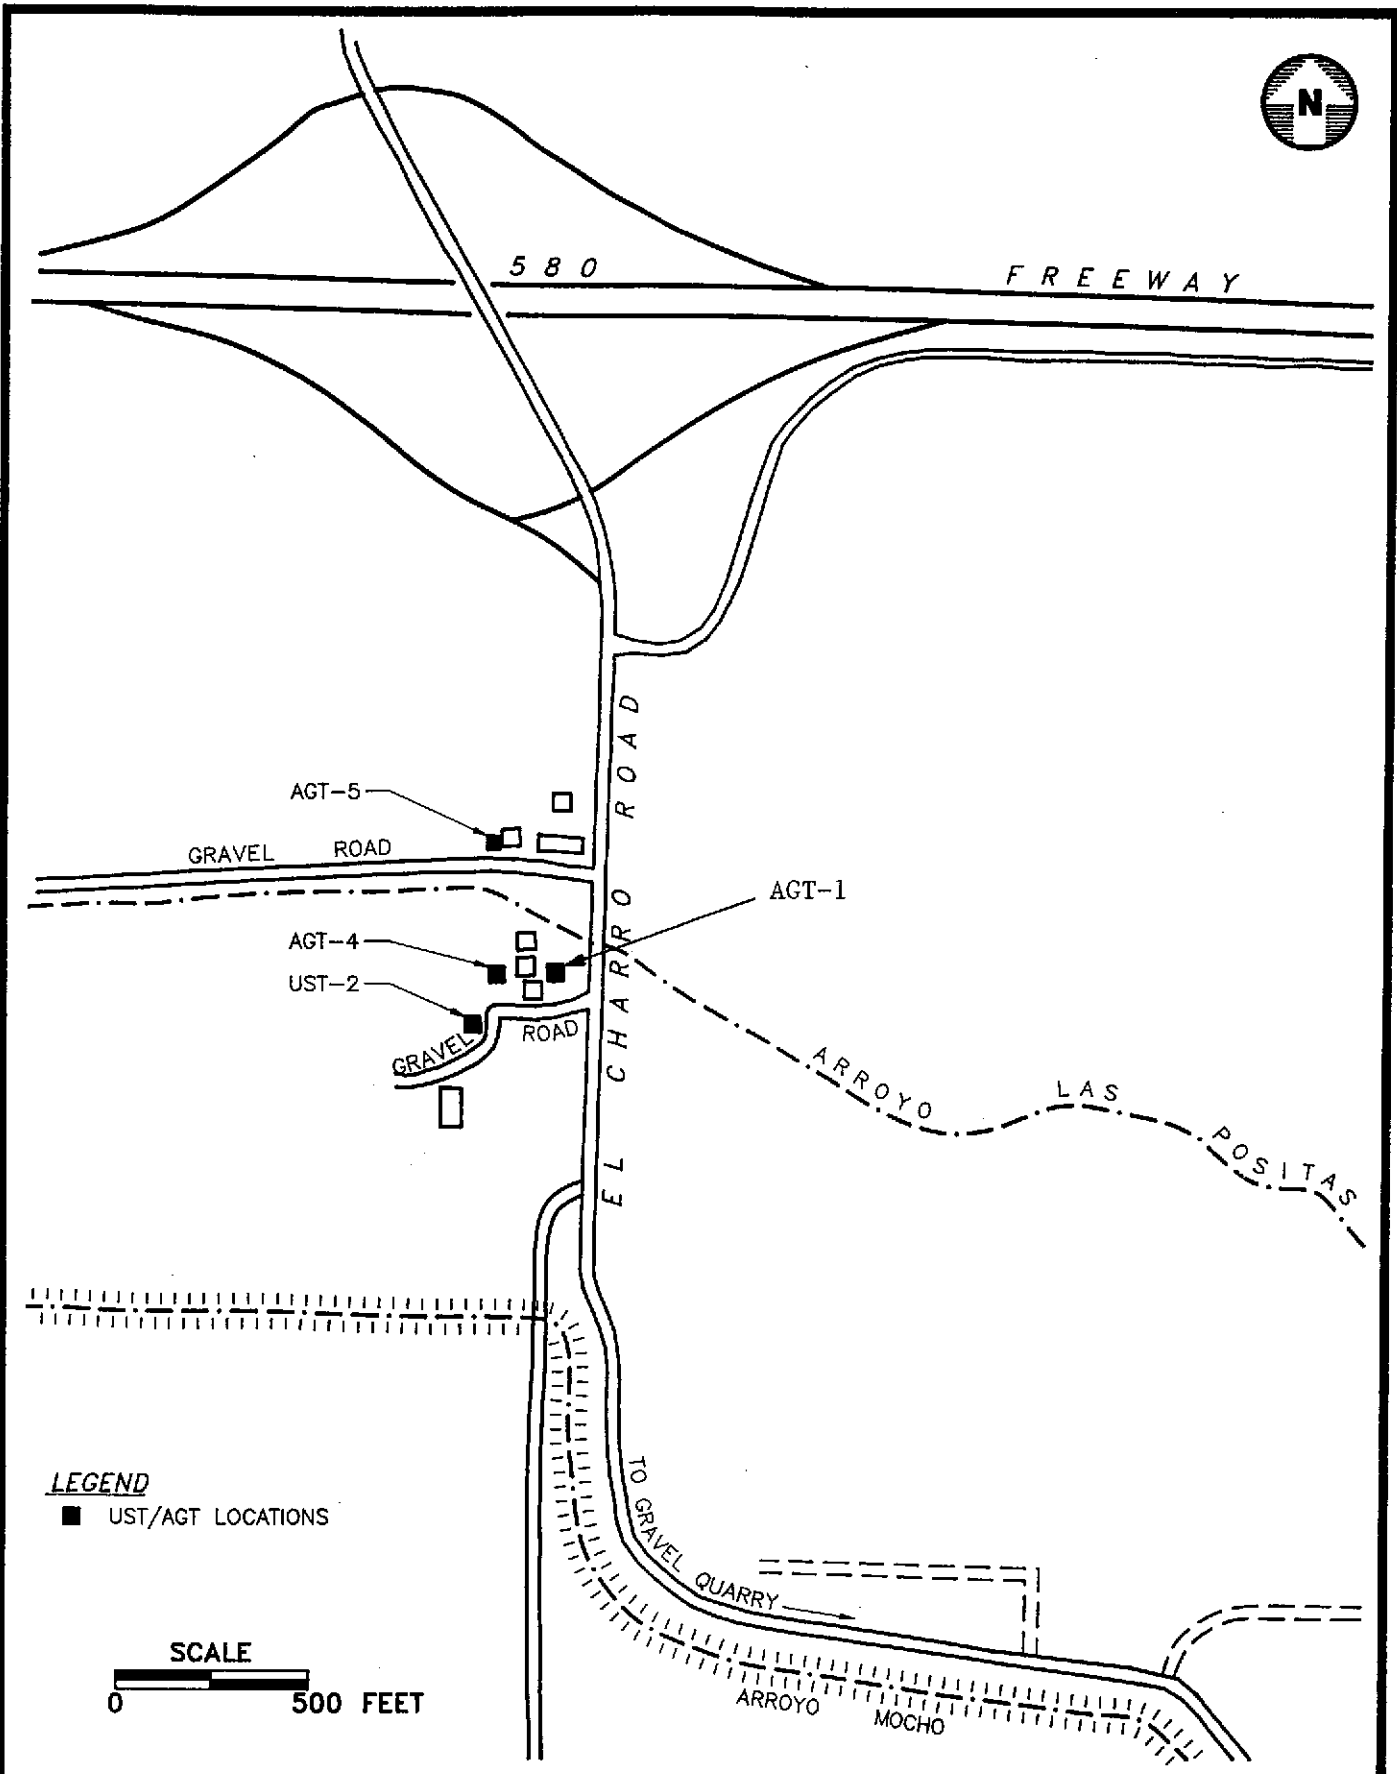 N
580 FREEWAY
EL CHARRO ROAD
AGT-5
GRAVEL ROAD
AGT-1
AGT-4
UST-2
GRAVEL ROAD
ARROYO LAS POSITAS
LEGEND
UST/AGT LOCATIONS
TO GRAVEL QUARRY
SCALE
0 500 FEET
ARROYO MOCHO